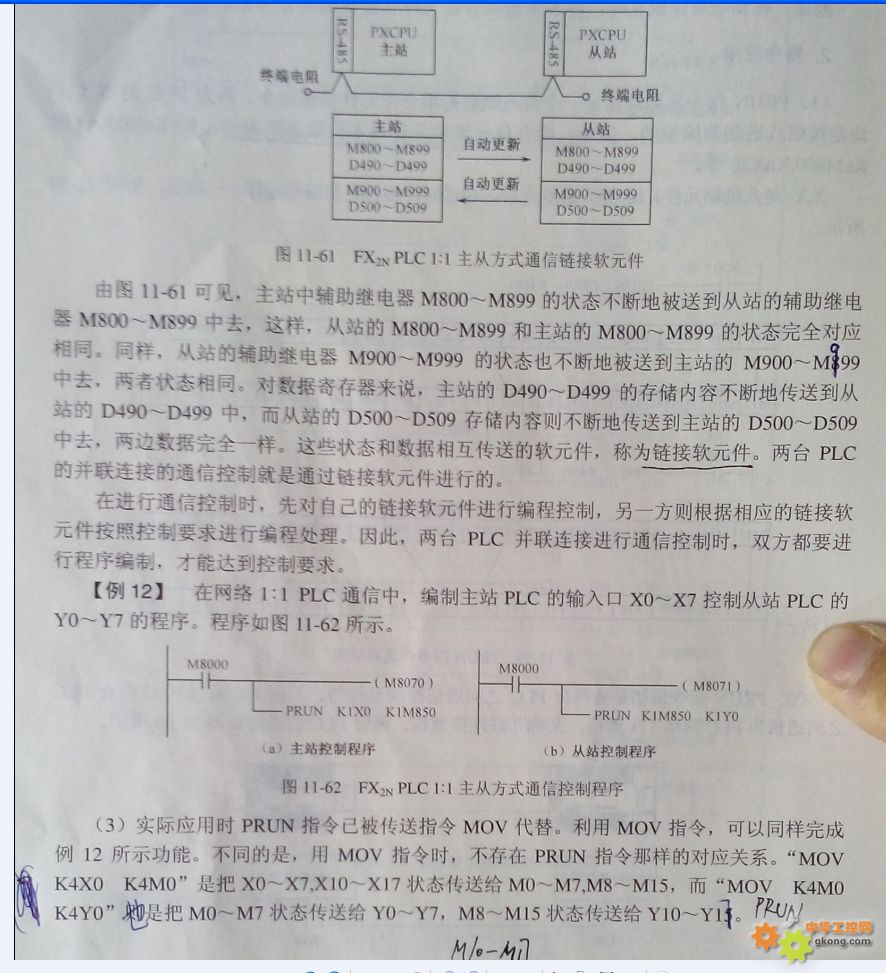 RS-485 PXCPU 主站 RS-485 PXCPU 从站
终端电阻 终端电阻
主站 从站
M800～M899 自动更新 M800～M899
D490～D499 D490～D499
M900～M999 自动更新 M900～M999
D500～D509 D500～D509
图 11-61 FX2N PLC 1∶1 主从方式通信链接软元件
由图 11-61 可见，主站中辅助继电器 M800～M899 的状态不断地被送到从站的辅助继电
器 M800～M899 中去，这样，从站的 M800～M899 和主站的 M800～M899 的状态完全对应
相同。同样，从站的辅助继电器 M900～M999 的状态也不断地被送到主站的 M900～M999
中去，两者状态相同。对数据寄存器来说，主站的 D490～D499 的存储内容不断地传送到从
站的 D490～D499 中，而从站的 D500～D509 存储内容则不断地传送到主站的 D500～D509
中去，两边数据完全一样。这些状态和数据相互传送的软元件，称为链接软元件。两台 PLC
的并联连接的通信控制就是通过链接软元件进行的。
在进行通信控制时，先对自己的链接软元件进行编程控制，另一方则根据相应的链接软
元件按照控制要求进行编程处理。因此，两台 PLC 并联连接进行通信控制时，双方都要进
行程序编制，才能达到控制要求。
【例 12】 在网络 1∶1 PLC 通信中，编制主站 PLC 的输入口 X0～X7 控制从站 PLC 的
Y0～Y7 的程序。程序如图 11-62 所示。
M8000 M8000
( M8070 ) ( M8071 )
PRUN K1X0 K1M850 PRUN K1M850 K1Y0
（a）主站控制程序 （b）从站控制程序
图 11-62 FX2N PLC 1∶1 主从方式通信控制程序
（3）实际应用时 PRUN 指令已被传送指令 MOV 代替。利用 MOV 指令，可以同样完成
例 12 所示功能。不同的是，用 MOV 指令时，不存在 PRUN 指令那样的对应关系。“MOV
K4X0 K4M0”是把 X0～X7,X10～X17 状态传送给 M0～M7,M8～M15，而“MOV K4M0
K4Y0”也是把 M0～M7 状态传送给 Y0～Y7，M8～M15 状态传送给 Y10～Y17。PRUN
M10-M17
中华工控网
gkong.com